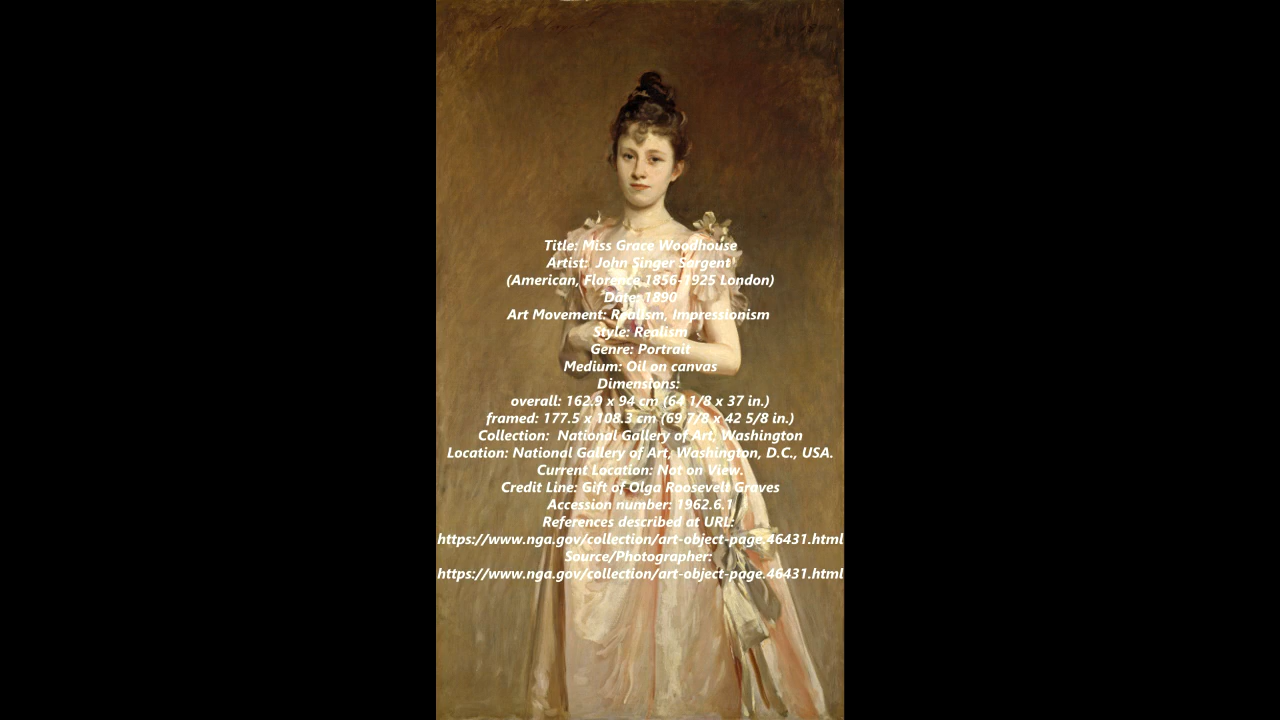 Title: Miss Grace Woodhouse
Artist:  John Singer Sargent
(American, Florence 1856-1925 London)
Date: 1890
Art Movement: Realism, Impressionism
Style: Realism
Genre: Portrait
Medium: Oil on canvas
Dimensions:
overall: 162.9 x 94 cm (64 1/8 x 37 in.)
framed: 177.5 x 108.3 cm (69 7/8 x 42 5/8 in.)
Collection:  National Gallery of Art, Washington
Location: National Gallery of Art, Washington, D.C., USA.
Current Location: Not on View.
Credit Line: Gift of Olga Roosevelt Graves
Accession number: 1962.6.1
References described at URL:
https://www.nga.gov/collection/art-object-page.46431.html
Source/Photographer:
https://www.nga.gov/collection/art-object-page.46431.html